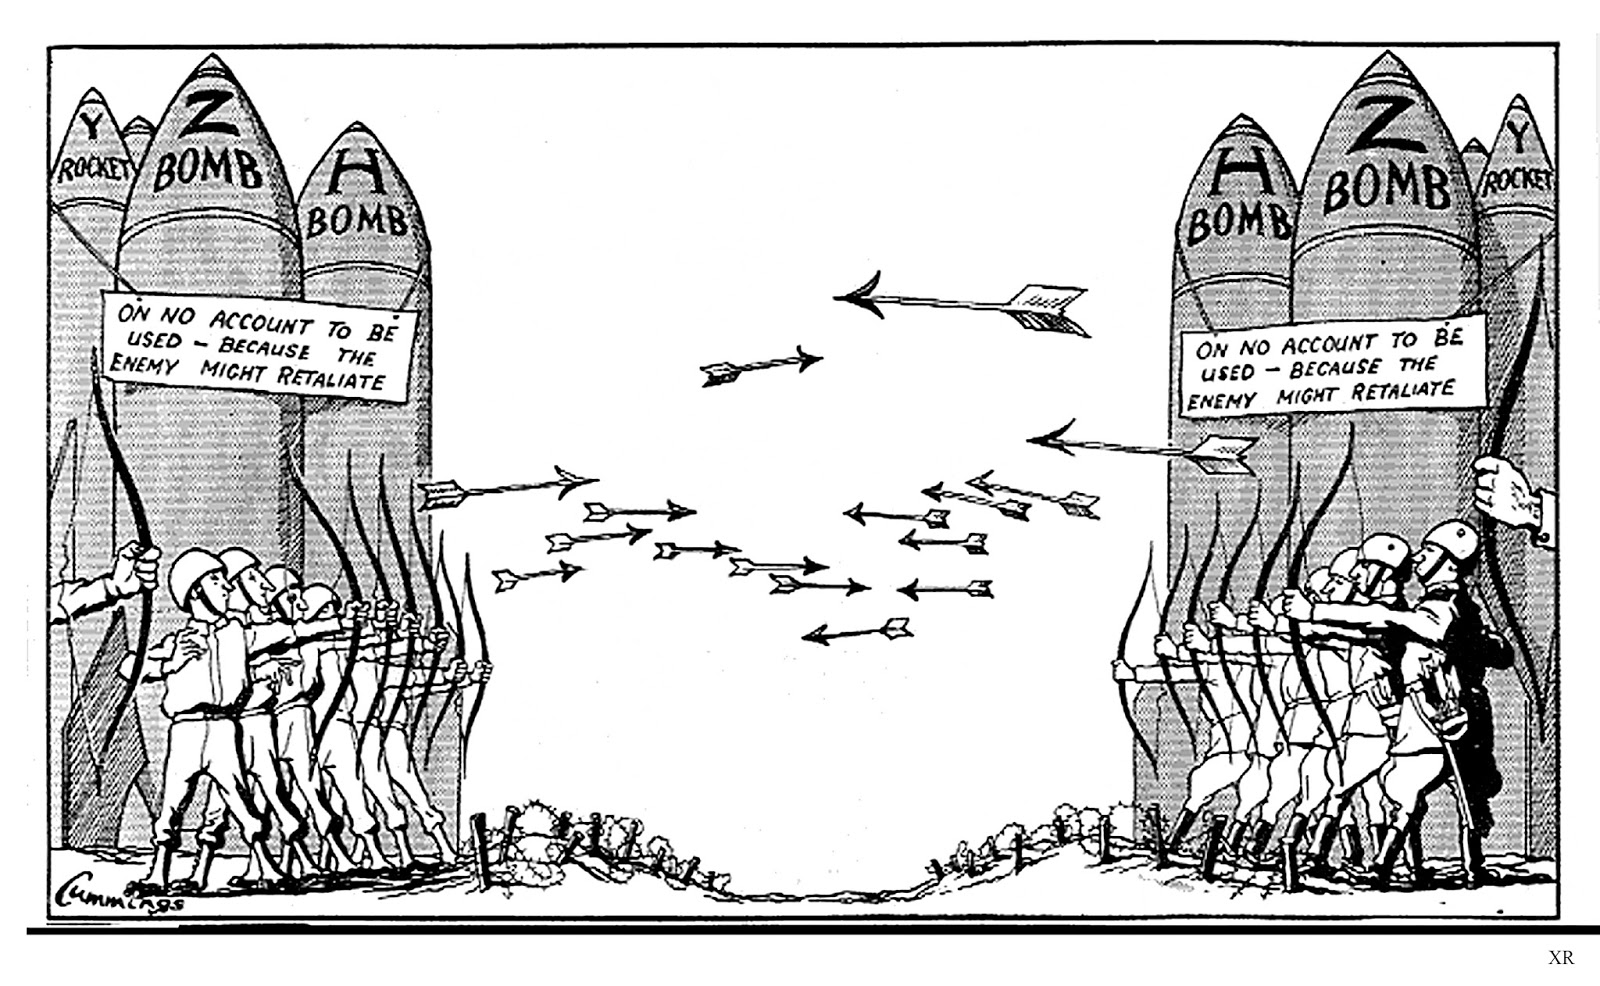 Y
ROCKET
Z
BOMB
H
BOMB
ON NO ACCOUNT TO BE
USED – BECAUSE THE
ENEMY MIGHT RETALIATE
H
BOMB
Z
BOMB
Y
ROCKET
ON NO ACCOUNT TO BE
USED – BECAUSE THE
ENEMY MIGHT RETALIATE
Cummings
XR